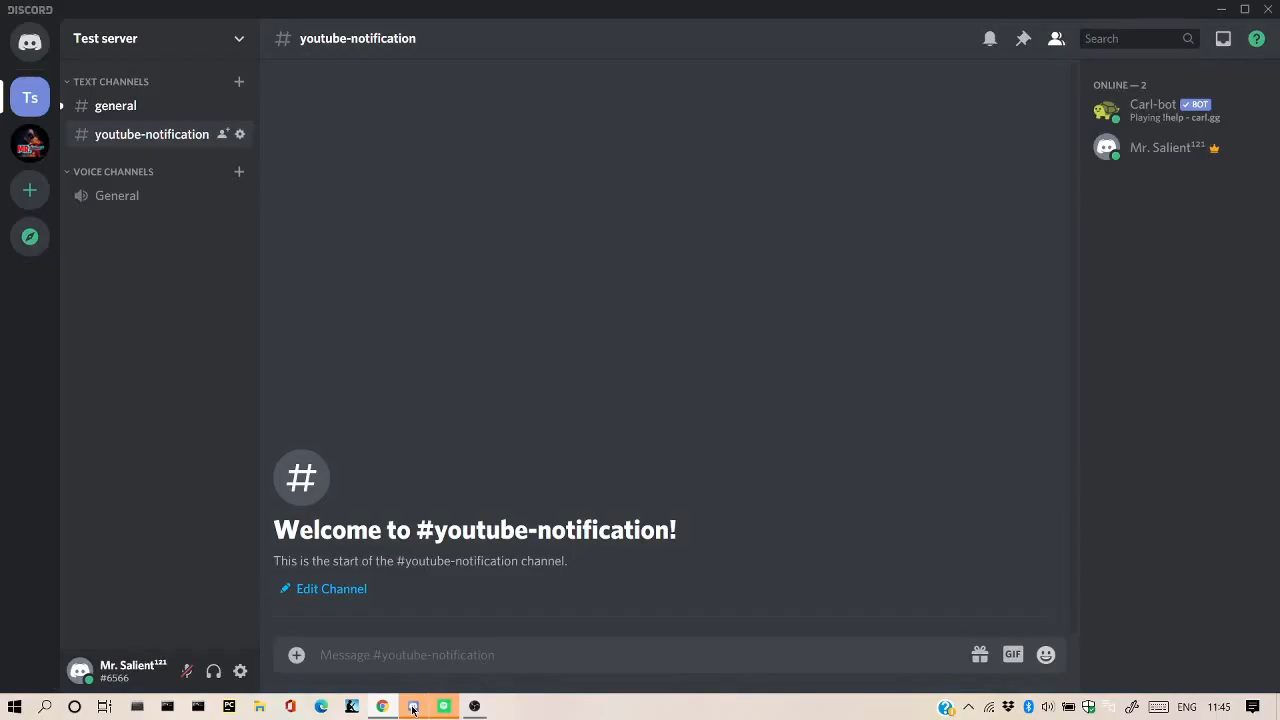 DISCORD
Test server
# youtube-notification
Search
TEXT CHANNELS
general
youtube-notification
VOICE CHANNELS
General
Ts
ONLINE — 2
Carl-bot ✓ BOT
Playing !help - carl.gg
Mr. Salient¹²¹
Welcome to #youtube-notification!
This is the start of the #youtube-notification channel.
Edit Channel
Message #youtube-notification
GIF
Mr. Salient¹²¹
#6566
PC
ENG
11:45